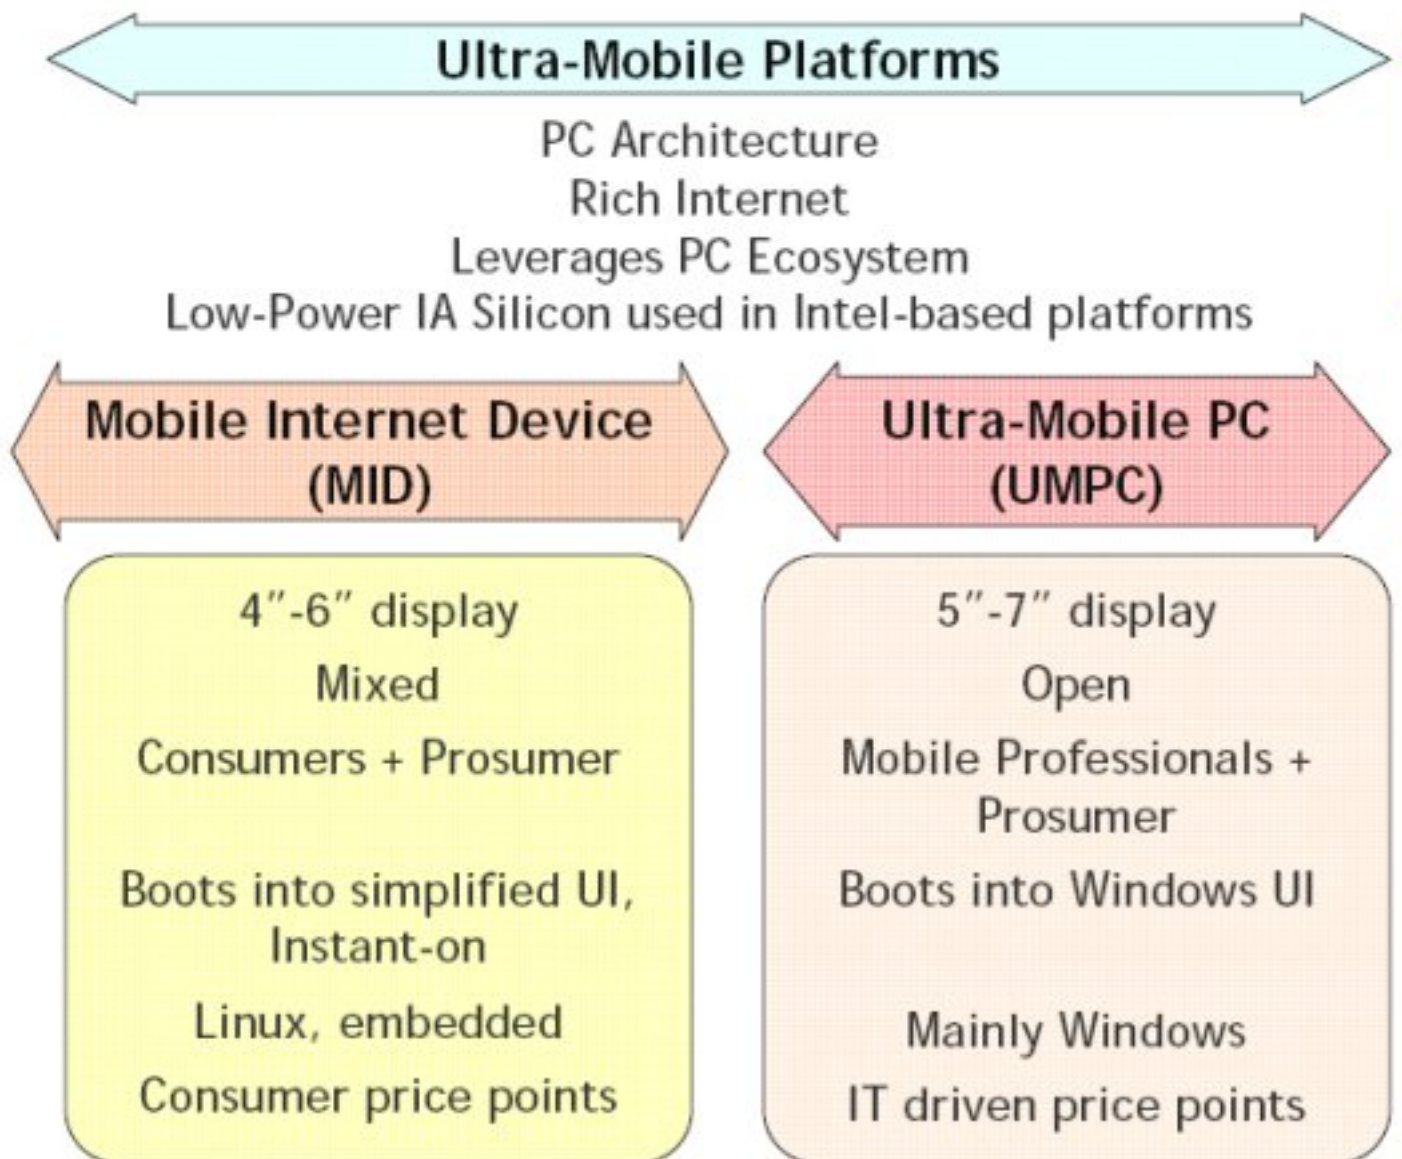 Ultra-Mobile Platforms
PC Architecture
Rich Internet
Leverages PC Ecosystem
Low-Power IA Silicon used in Intel-based platforms
Mobile Internet Device
(MID)
4″-6″ display
Mixed
Consumers + Prosumer
Boots into simplified UI,
Instant-on
Linux, embedded
Consumer price points
Ultra-Mobile PC
(UMPC)
5″-7″ display
Open
Mobile Professionals +
Prosumer
Boots into Windows UI
Mainly Windows
IT driven price points